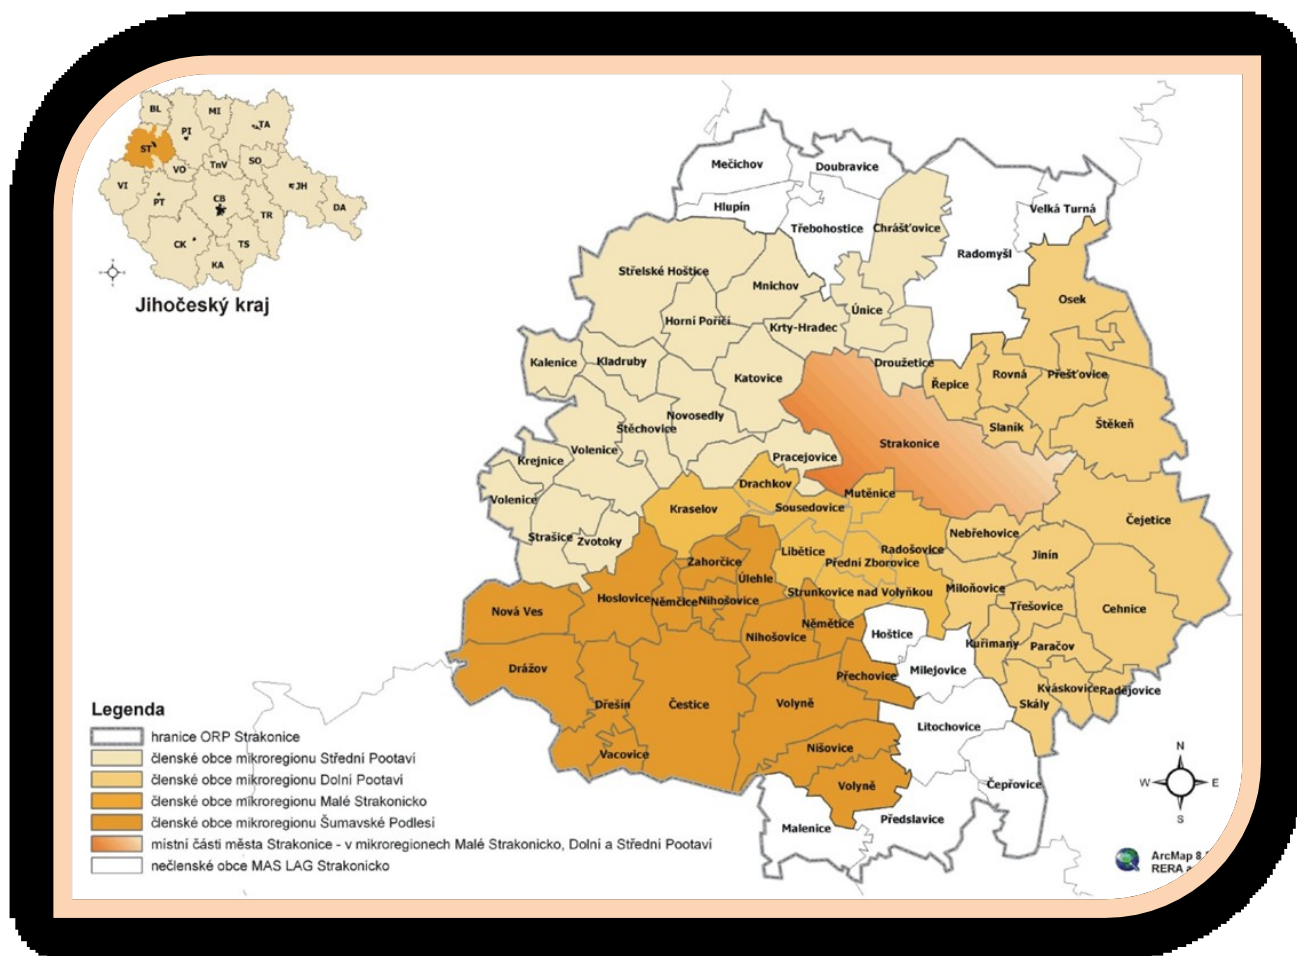 BL
MI
TA
PI
ST
TnV
SO
VO
VI
JH
PT
CB
DA
TR
CK
TS
KA
Jihočeský kraj
Mečichov
Doubravice
Hlupín
Velká Turná
Třebohostice
Chrášťovice
Radomyšl
Střelské Hoštice
Mnichov
Osek
Únice
Horní Poříčí
Krty-Hradec
Kalenice
Kladruby
Droužetice
Katovice
Řepice
Rovná
Přešťovice
Novosedly
Štěchovice
Slaník
Štěkeň
Strakonice
Volenice
Krejnice
Pracejovice
Drachkov
Mutěnice
Volenice
Kraselov
Sousedovice
Čejetice
Strašice
Zvotoky
Nebřehovice
Libětice
Radošovice
Jinín
Zahorčice
Přední Zborovice
Úlehle
Miloňovice
Strunkovice nad Volyňkou
Hoslovice
Němčice
Nihošovice
Třešovice
Cehnice
Nová Ves
Němětice
Hoštice
Nihošovice
Kuřimany
Paračov
Drážov
Milejovice
Přechovice
Kváskovice
Radějovice
Dřešín
Čestice
Volyně
Skály
Litochovice
Nišovice
Vacovice
Volyně
Čepřovice
Malenice
Předslavice
Legenda
hranice ORP Strakonice
členské obce mikroregionu Střední Pootaví
členské obce mikroregionu Dolní Pootaví
členské obce mikroregionu Malé Strakonicko
členské obce mikroregionu Šumavské Podlesí
místní části města Strakonice - v mikroregionech Malé Strakonicko, Dolní a Střední Pootaví
nečlenské obce MAS LAG Strakonicko
N
W
E
S
ArcMap 8.
RERA a